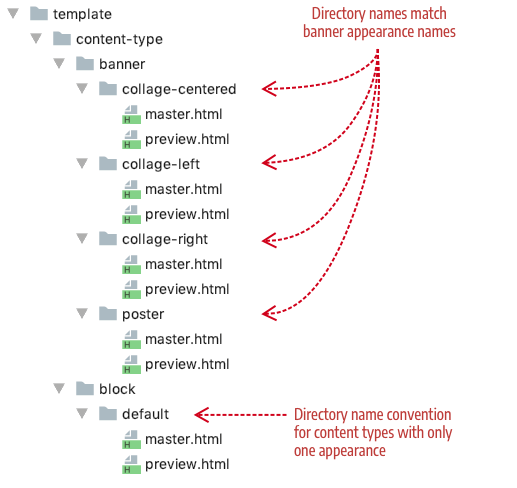 template
content-type
banner
collage-centered
master.html
preview.html
collage-left
master.html
preview.html
collage-right
master.html
preview.html
poster
master.html
preview.html
block
default
master.html
preview.html
Directory names match
banner appearance names
Directory name convention
for content types with only
one appearance